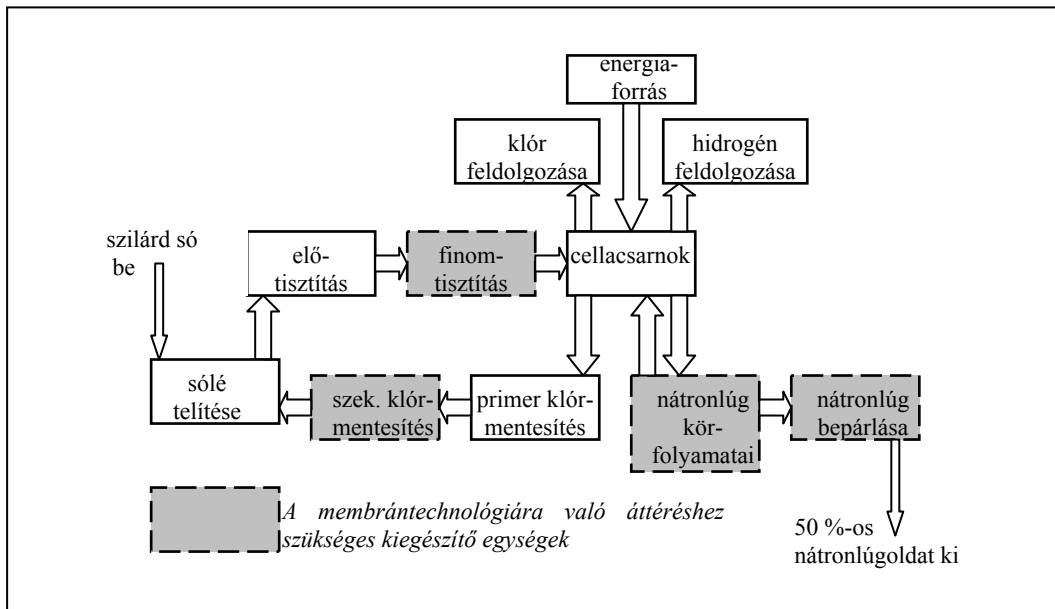 energia-
forrás
klór
feldolgozása
hidrogén
feldolgozása
szilárd só
be
elő-
tisztítás
finom-
tisztítás
cellacsarnok
sólé
telítése
szek. klór-
mentesítés
primer klór-
mentesítés
nátronlúg
kör-
folyamatai
nátronlúg
bepárlása
A membrántechnológiára való áttéréshez
szükséges kiegészítő egységek
50 %-os
nátronlúgoldat ki